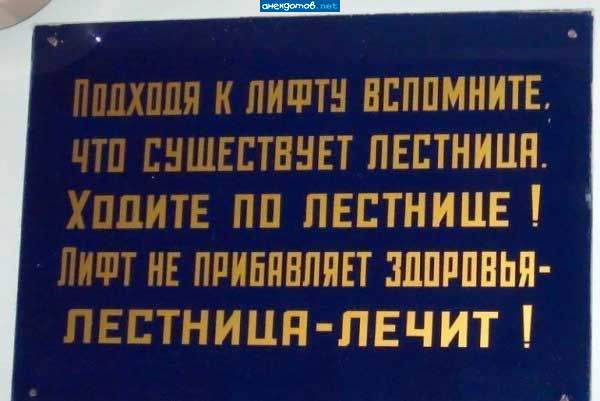 анекдотов.net
Подходя к лифту вспомните,
что существует лестница.
Ходите по лестнице !
Лифт не прибавляет здоровья-
лестница-лечит !